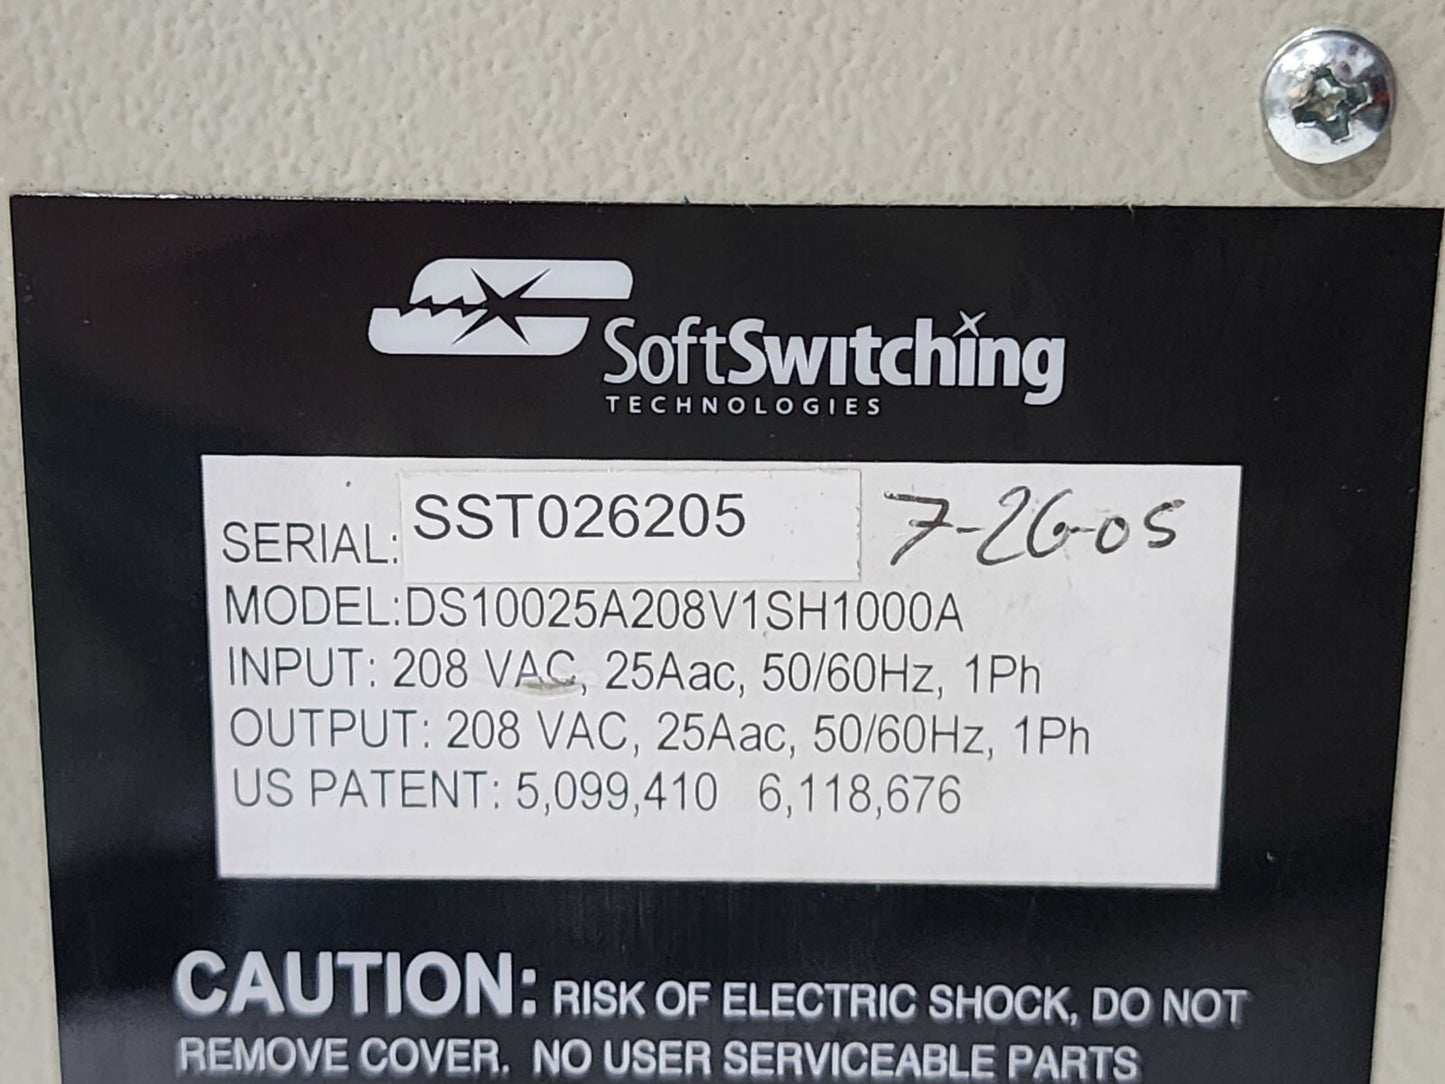 SoftSwitching
TECHNOLOGIES
SERIAL: SST026205 7-26-05
MODEL:DS10025A208V1SH1000A
INPUT: 208 VAC, 25Aac, 50/60Hz, 1Ph
OUTPUT: 208 VAC, 25Aac, 50/60Hz, 1Ph
US PATENT: 5,099,410 6,118,676
CAUTION: RISK OF ELECTRIC SHOCK, DO NOT
REMOVE COVER. NO USER SERVICEABLE PARTS